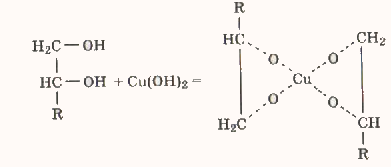 R
HC
CH₂
H₂C—OH
O
O
HC—OH + Cu(OH)₂ =
Cu
R
O
O
H₂C
CH
R